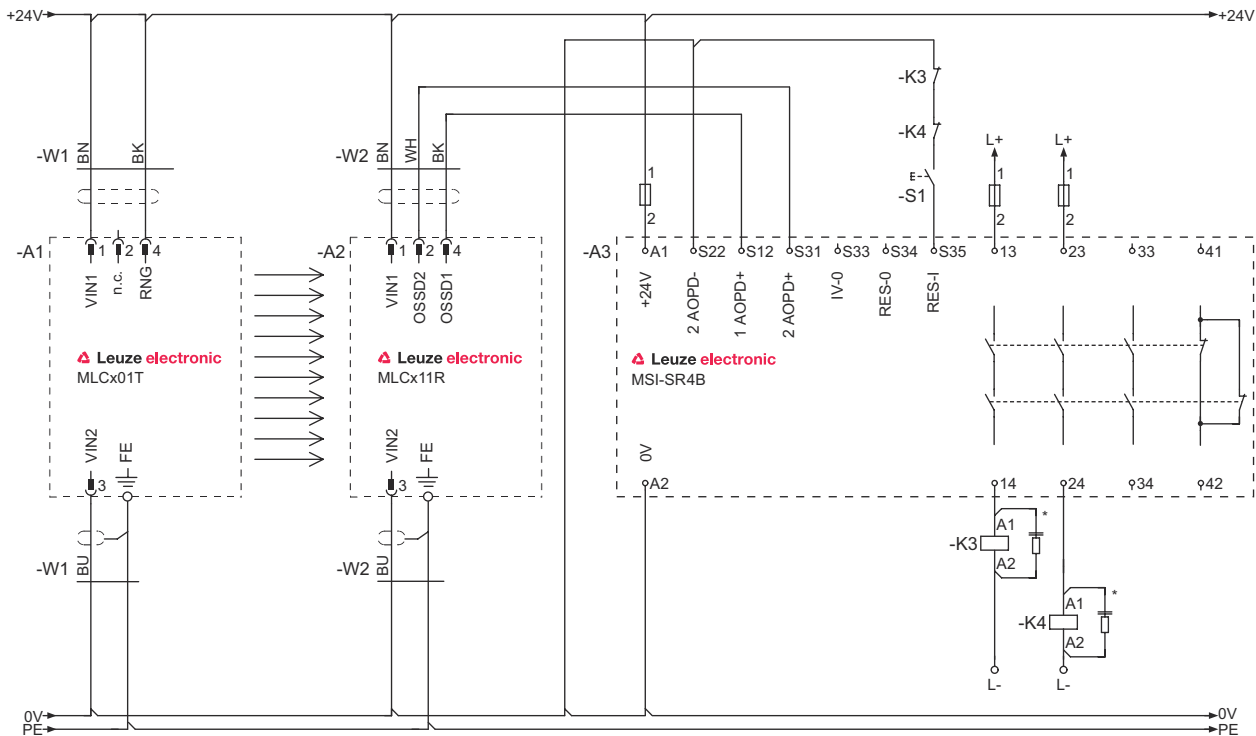 +24V +24V
-K3
-K4
-S1
E
-W1 BN BK
-W2 BN WH BK
L+ L+
1 1 1
2 2 2
-A1 1 2 4
VIN1 n.c. RNG
-A2 1 2 4
VIN1 OSSD2 OSSD1
-A3 A1 S22 S12 S31 S33 S34 S35 13 23 33 41
+24V 2 AOPD- 1 AOPD+ 2 AOPD+ IV-0 RES-0 RES-I
Leuze electronic
MLCx01T
Leuze electronic
MLCx11R
Leuze electronic
MSI-SR4B
VIN2 FE
3
VIN2 FE
3
0V
A2 14 24 34 42
-W1 BU
-W2 BU
-K3 A1 A2 *
-K4 A1 A2 *
L- L-
0V 0V
PE PE